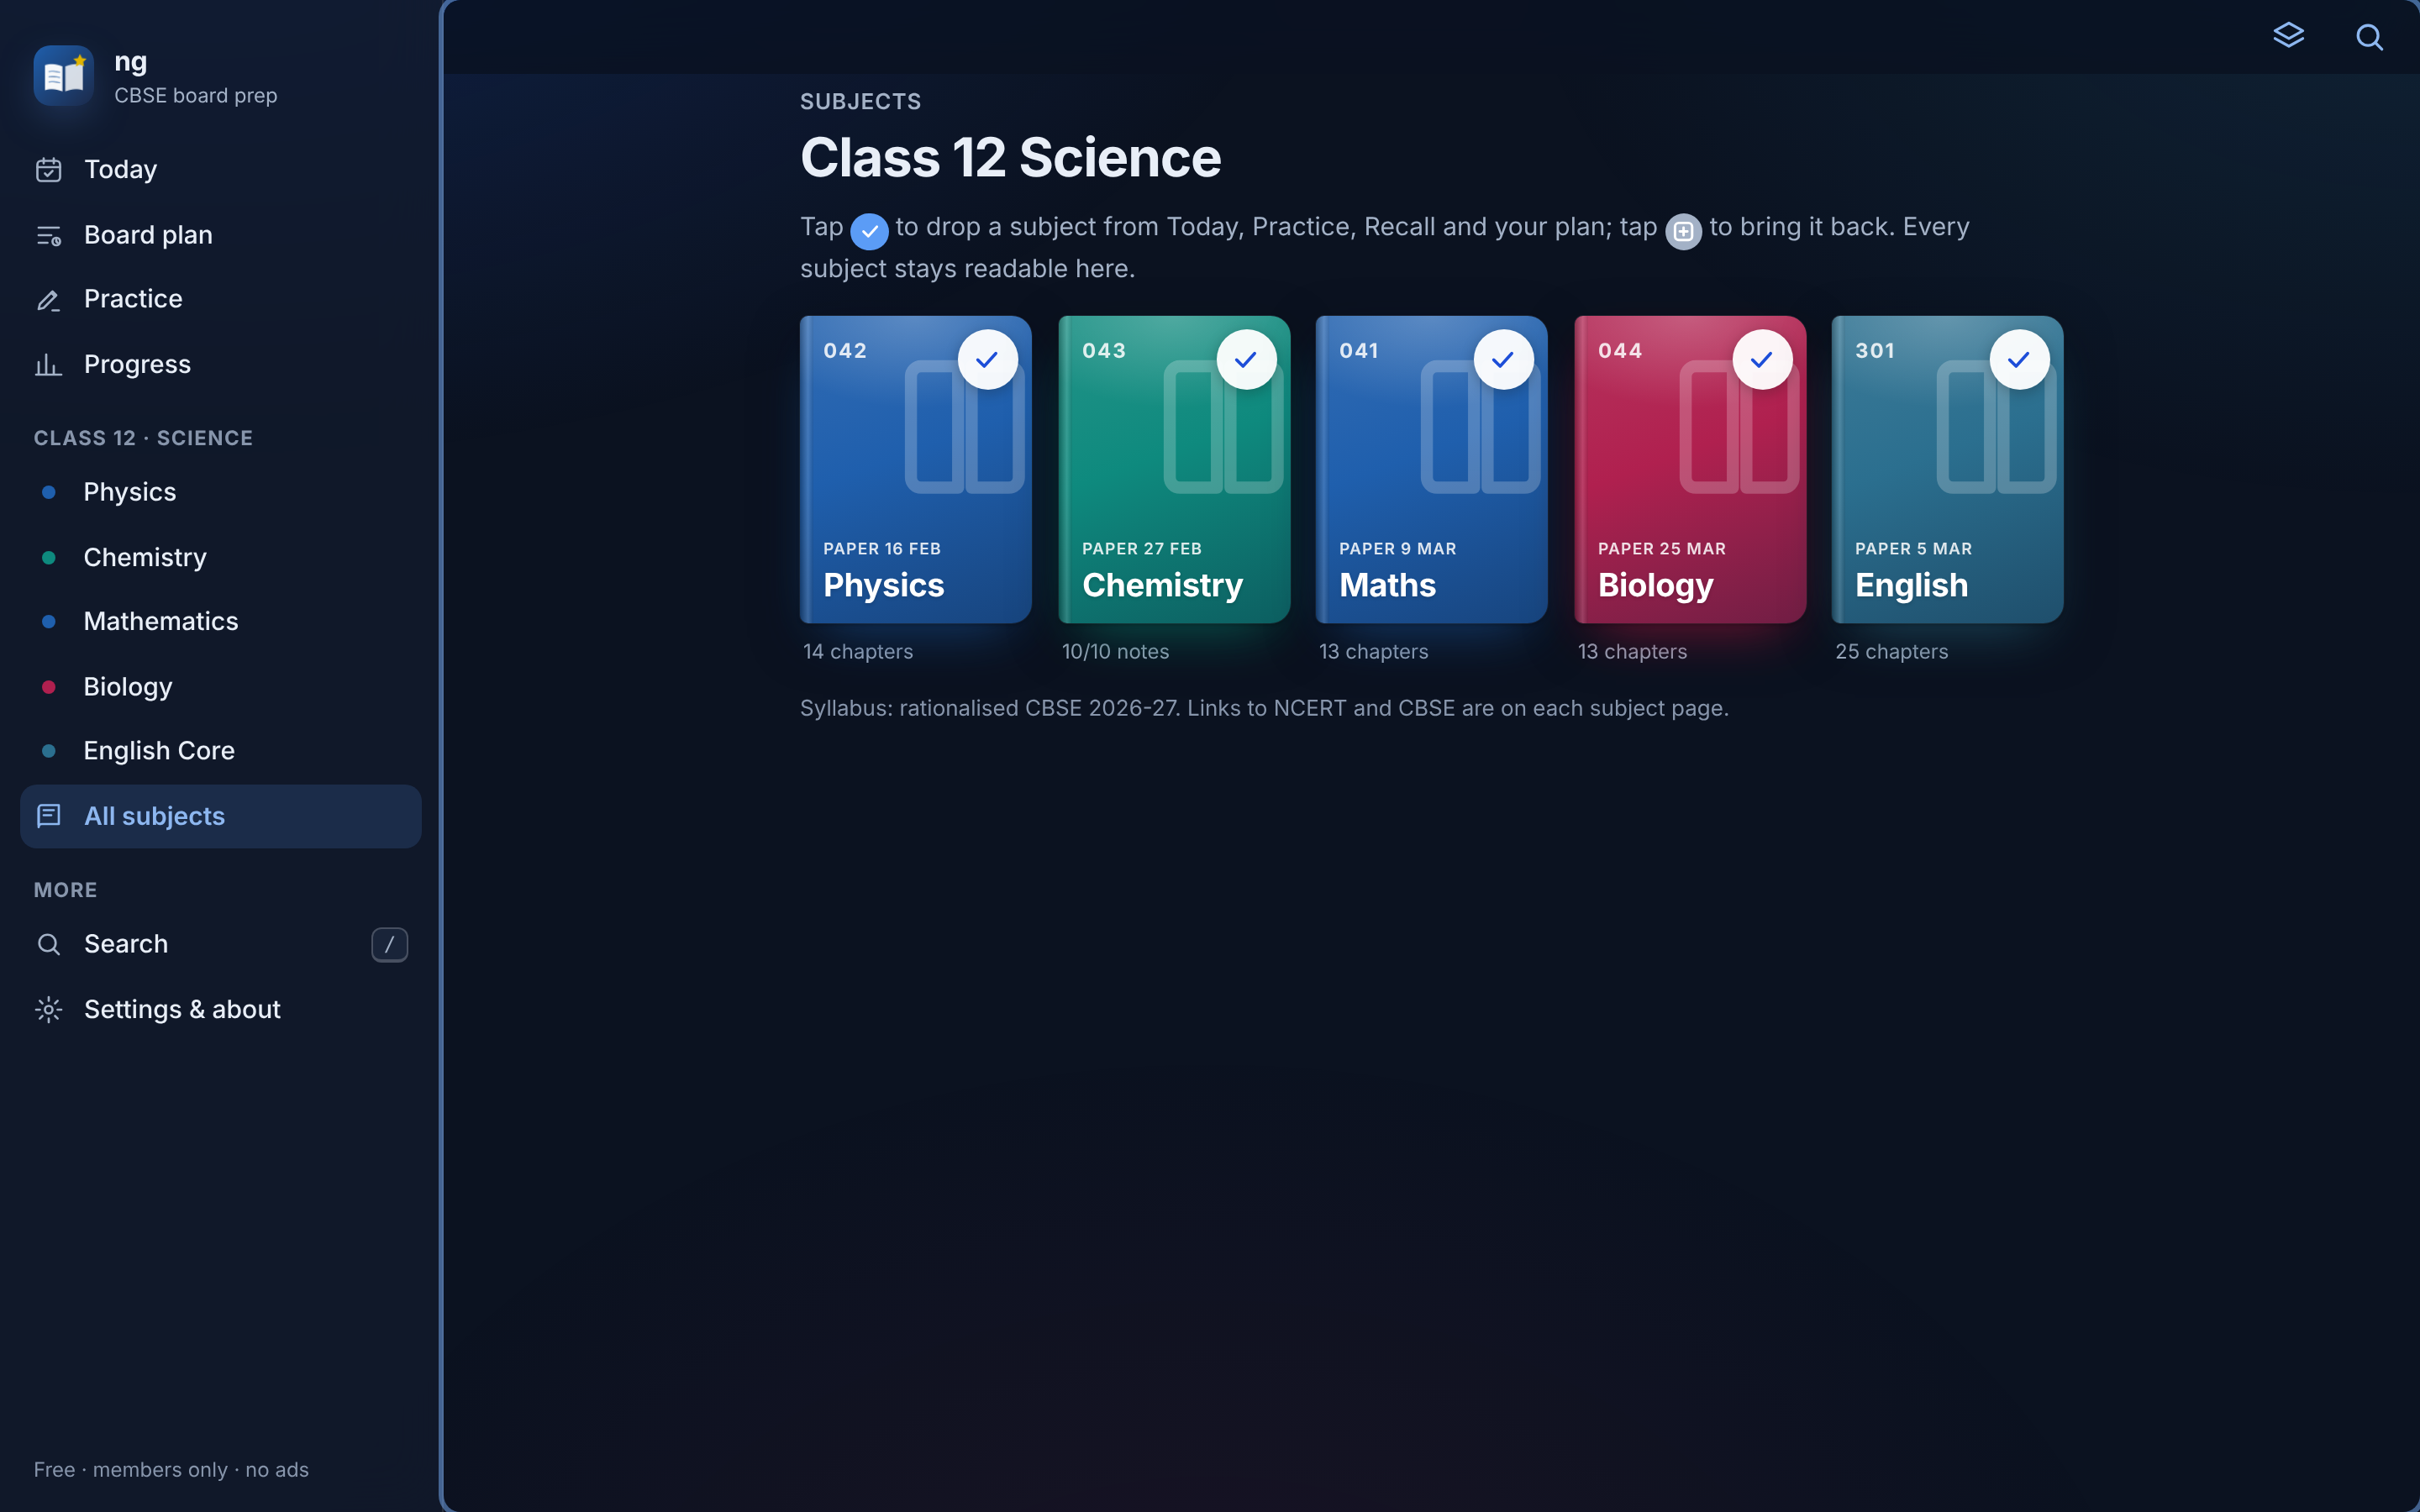 ng
CBSE board prep
Today
Board plan
Practice
Progress
CLASS 12 · SCIENCE
Physics
Chemistry
Mathematics
Biology
English Core
All subjects
MORE
Search /
Settings & about
Free · members only · no ads
SUBJECTS
Class 12 Science
Tap to drop a subject from Today, Practice, Recall and your plan; tap to bring it back. Every
subject stays readable here.
042
PAPER 16 FEB
Physics
14 chapters
043
PAPER 27 FEB
Chemistry
10/10 notes
041
PAPER 9 MAR
Maths
13 chapters
044
PAPER 25 MAR
Biology
13 chapters
301
PAPER 5 MAR
English
25 chapters
Syllabus: rationalised CBSE 2026-27. Links to NCERT and CBSE are on each subject page.